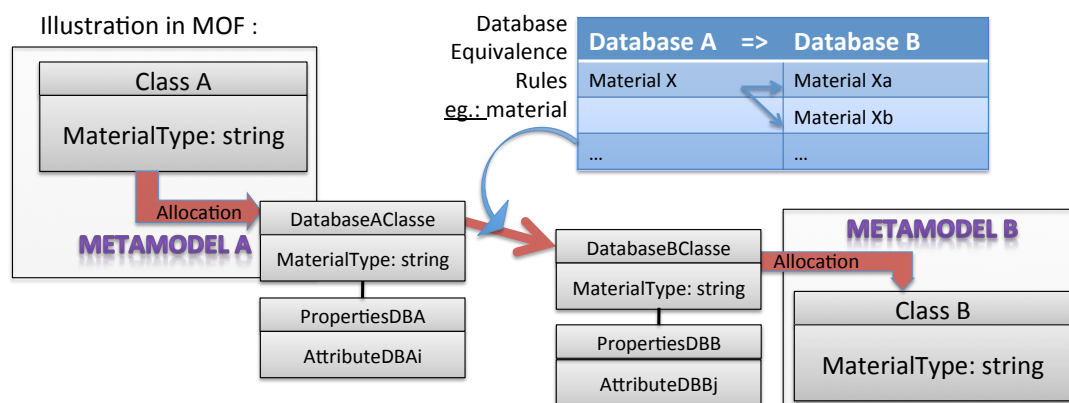 Illustration in MOF :
Class A
MaterialType: string
Allocation
METAMODEL A
DatabaseAClasse
MaterialType: string
PropertiesDBA
AttributeDBAi
Database
Equivalence
Rules
eg.: material
Database A => Database B
Material X Material Xa
Material Xb
... ...
DatabaseBClasse
MaterialType: string
PropertiesDBB
AttributeDBBj
METAMODEL B
Allocation
Class B
MaterialType: string